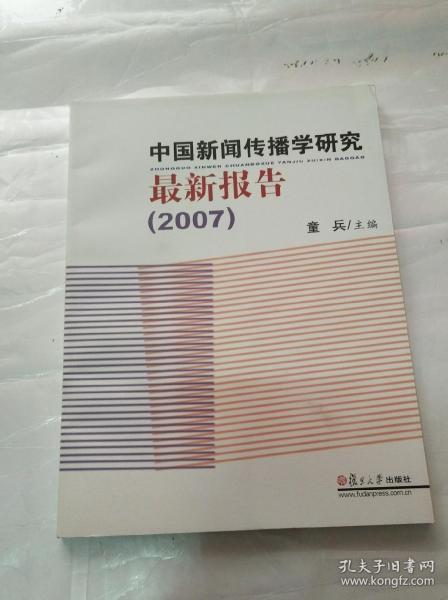 中国新闻传播学研究
ZHONGGUO XINWEN CHUANBOXUE YANJIU ZUIXIN BAOGAO
最新报告
(2007)
童 兵/主编
復旦大學出版社
www.fudanpress.com.cn
孔夫子旧书网
www.kongfz.com